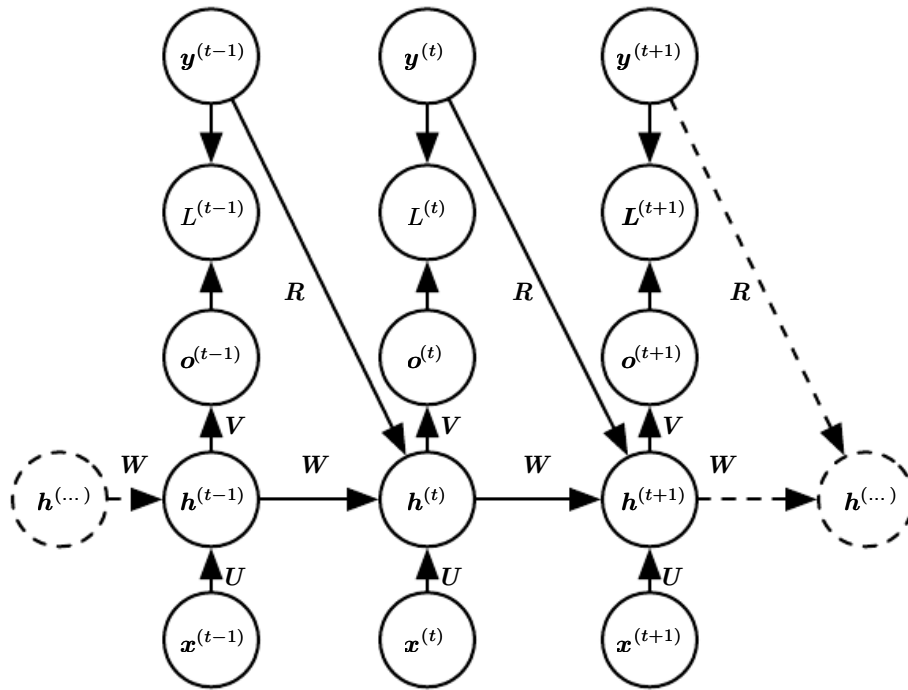 y^(t−1) y^(t) y^(t+1)
L^(t−1) L^(t) L^(t+1)
R R R
o^(t−1) o^(t) o^(t+1)
V V V
W W W W
h^(...) h^(t−1) h^(t) h^(t+1) h^(...)
U U U
x^(t−1) x^(t) x^(t+1)